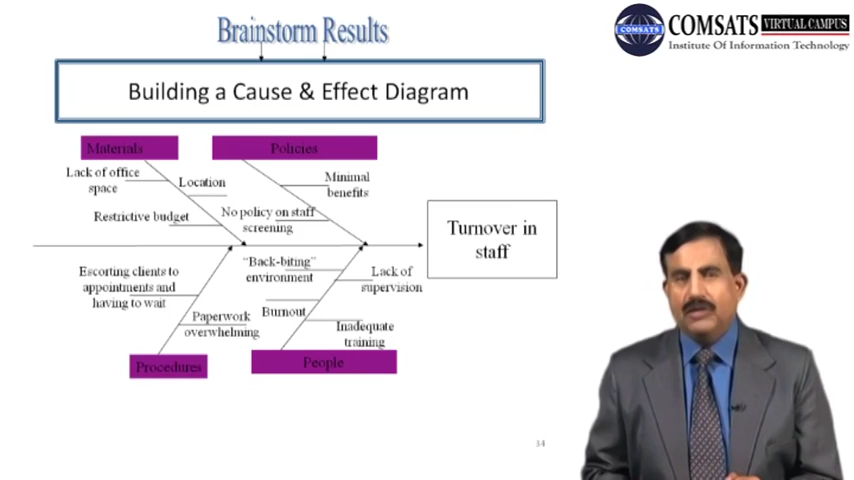 Brainstorm Results
COMSATS VIRTUAL CAMPUS
COMSATS
Institute Of Information Technology
Building a Cause & Effect Diagram
Materials
Policies
Lack of office
space
Location
Minimal
benefits
Restrictive budget
No policy on staff
screening
Turnover in
staff
Escorting clients to
appointments and
having to wait
"Back-biting"
environment
Lack of
supervision
Paperwork
overwhelming
Burnout
Inadequate
training
Procedures
People
14